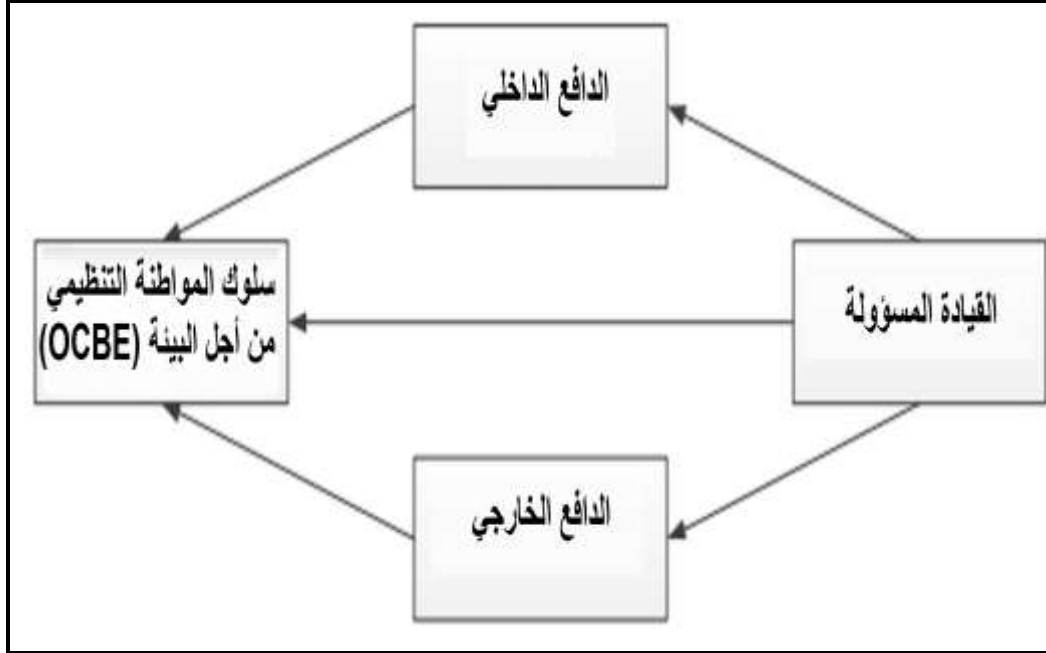 الدافع الداخلي
القيادة المسؤولة
سلوك المواطنة التنظيمي
من أجل البيئة (OCBE)
الدافع الخارجي